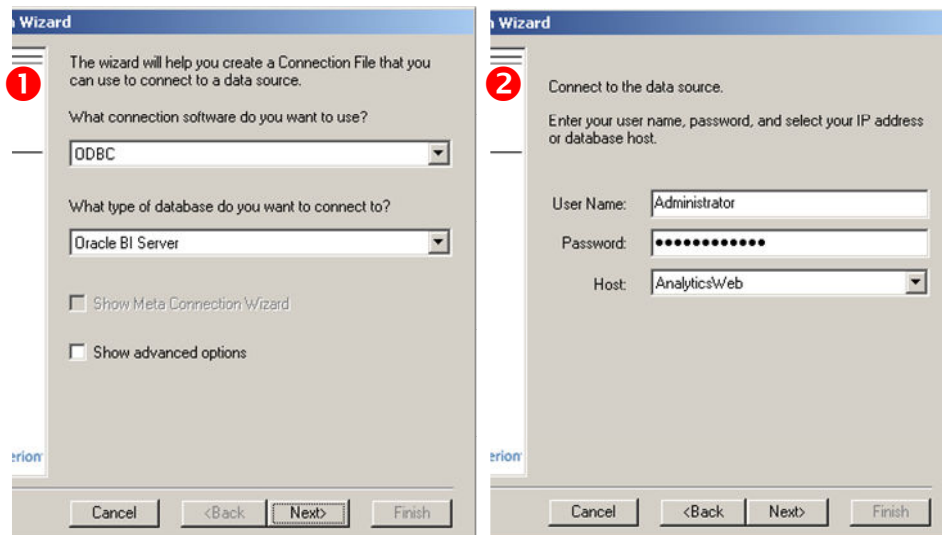 n Wizard
1
The wizard will help you create a Connection File that you
can use to connect to a data source.
What connection software do you want to use?
ODBC
What type of database do you want to connect to?
Oracle BI Server
Show Meta Connection Wizard
Show advanced options
erion
Cancel
<Back
Next>
Finish
n Wizard
2
Connect to the data source.
Enter your user name, password, and select your IP address
or database host.
User Name: Administrator
Password: ●●●●●●●●●●●●
Host: AnalyticsWeb
erion
Cancel
<Back
Next>
Finish